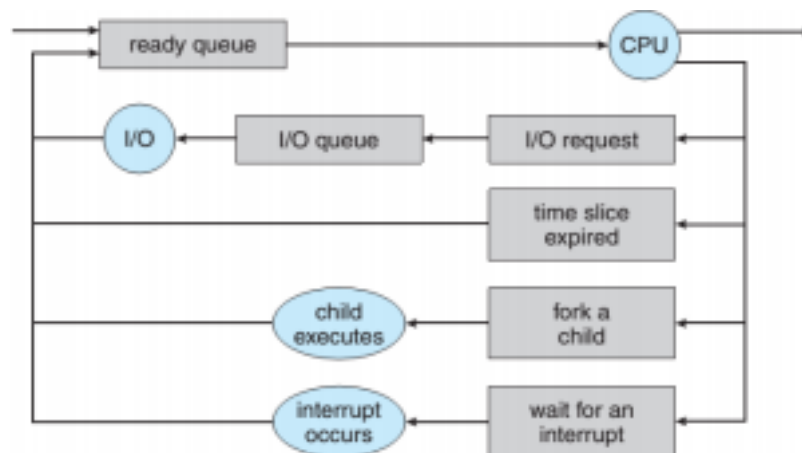 ready queue
CPU
I/O
I/O queue
I/O request
time slice
expired
child
executes
fork a
child
interrupt
occurs
wait for an
interrupt